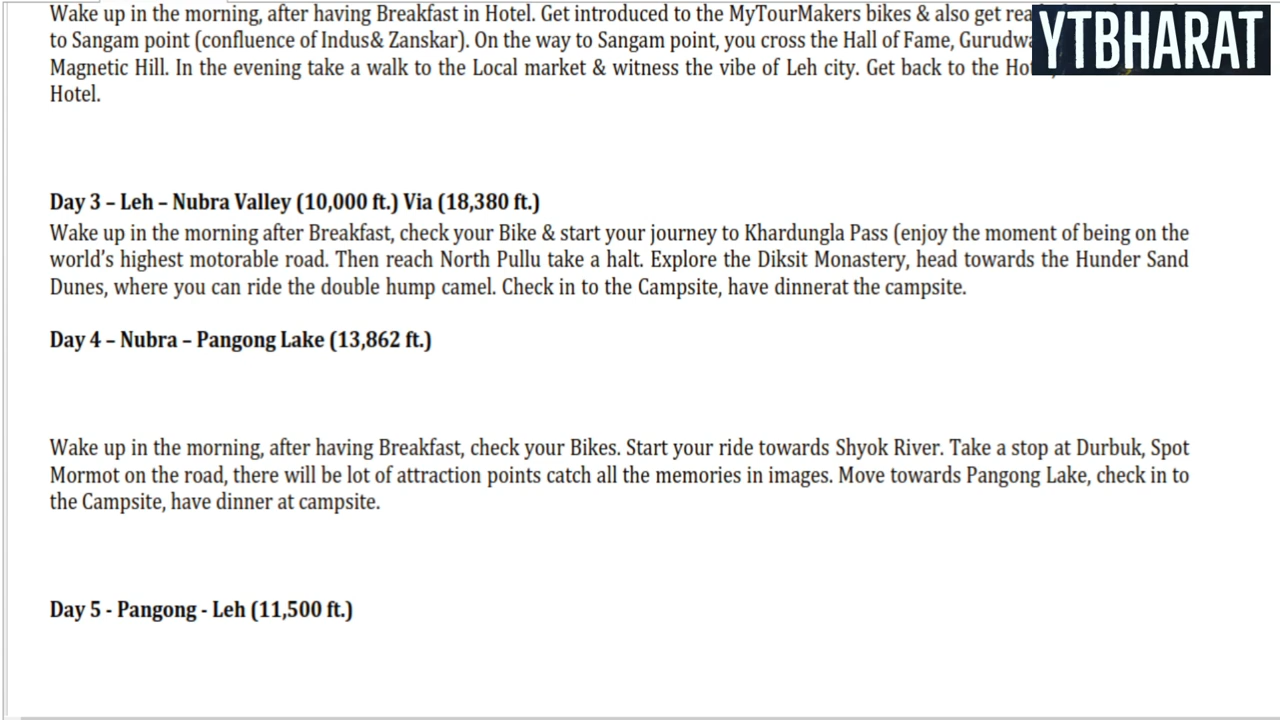 Wake up in the morning, after having Breakfast in Hotel. Get introduced to the MyTourMakers bikes & also get
to Sangam point (confluence of Indus& Zanskar). On the way to Sangam point, you cross the Hall of Fame,
Magnetic Hill. In the evening take a walk to the Local market & witness the vibe of Leh city. Get back to the
Hotel.
YTBHARAT
Day 3 – Leh – Nubra Valley (10,000 ft.) Via (18,380 ft.)
Wake up in the morning after Breakfast, check your Bike & start your journey to Khardungla Pass (enjoy the moment of being on the
world’s highest motorable road. Then reach North Pullu take a halt. Explore the Diksit Monastery, head towards the Hunder Sand
Dunes, where you can ride the double hump camel. Check in to the Campsite, have dinnerat the campsite.
Day 4 – Nubra – Pangong Lake (13,862 ft.)
Wake up in the morning, after having Breakfast, check your Bikes. Start your ride towards Shyok River. Take a stop at Durbuk, Spot
Mormot on the road, there will be lot of attraction points catch all the memories in images. Move towards Pangong Lake, check in to
the Campsite, have dinner at campsite.
Day 5 - Pangong - Leh (11,500 ft.)